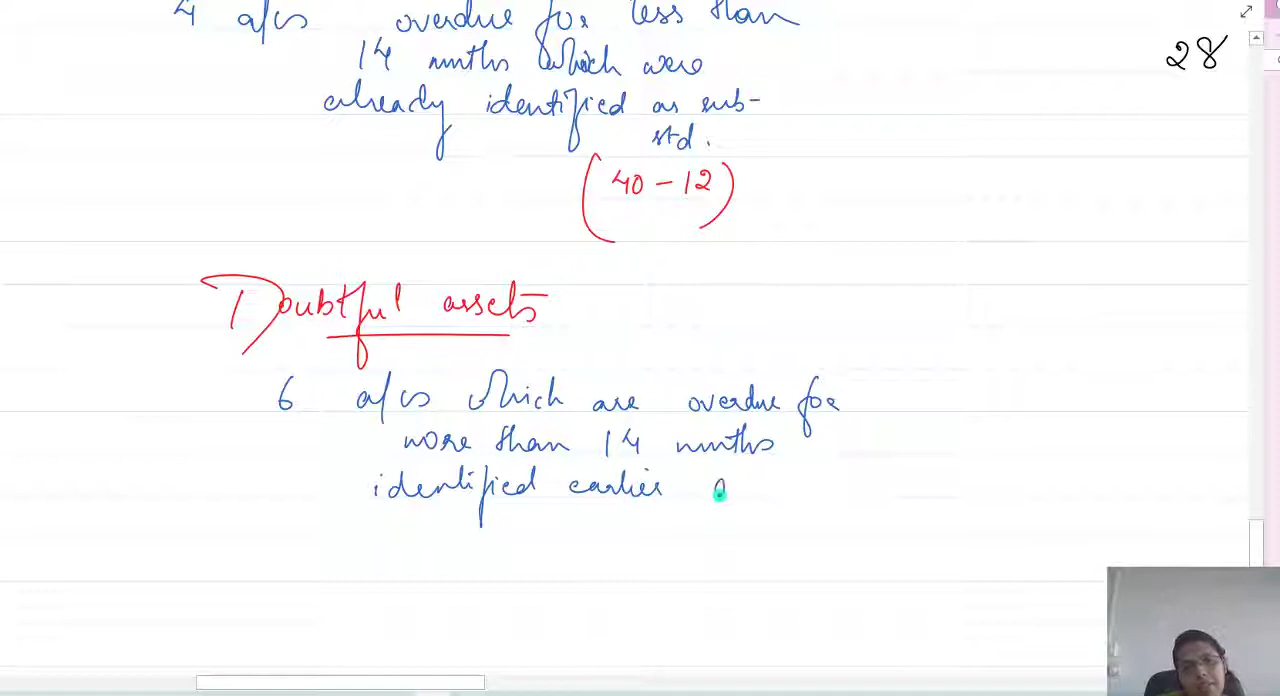 4 a/cs overdue for less than
14 mnths which were 28
already identified as sub-
std.
(40-12)
Doubtful assets
6 a/cs which are overdue for
more than 14 mnths
identified earlier